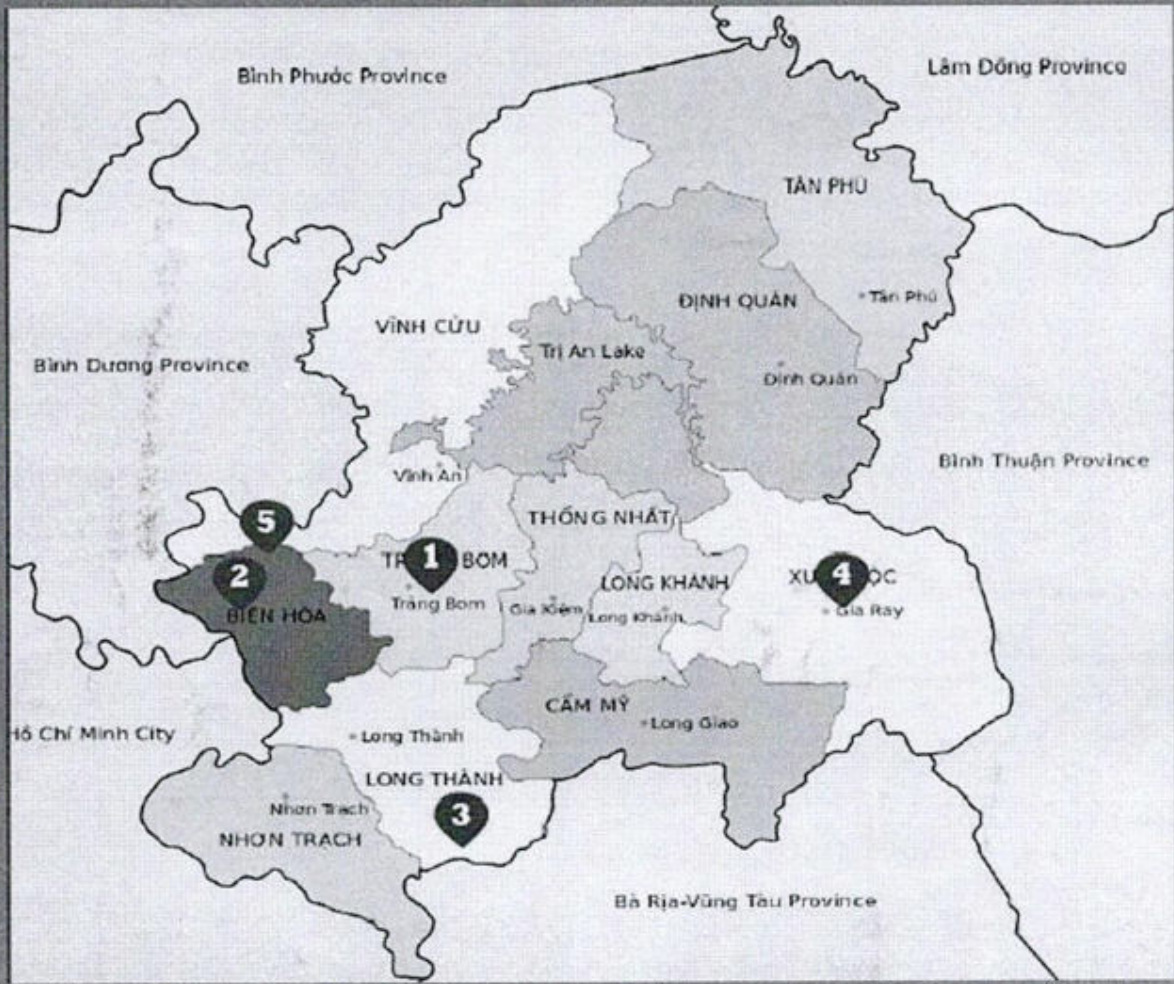 Bình Phước Province
Lâm Đồng Province
TÂN PHÚ
Tân Phú
ĐỊNH QUÁN
VĨNH CỬU
Trị An Lake
Bình Dương Province
Định Quán
Bình Thuận Province
Vĩnh An
5
THỐNG NHẤT
1
BOM
2
LONG KHÁNH
4
Trảng Bom
Gia Kiệm
Long Khánh
Gia Ray
BIÊN HÒA
CẨM MỸ
Long Giao
Hồ Chí Minh City
Long Thành
LONG THÀNH
Nhơn Trạch
3
NHƠN TRẠCH
Bà Rịa-Vũng Tàu Province